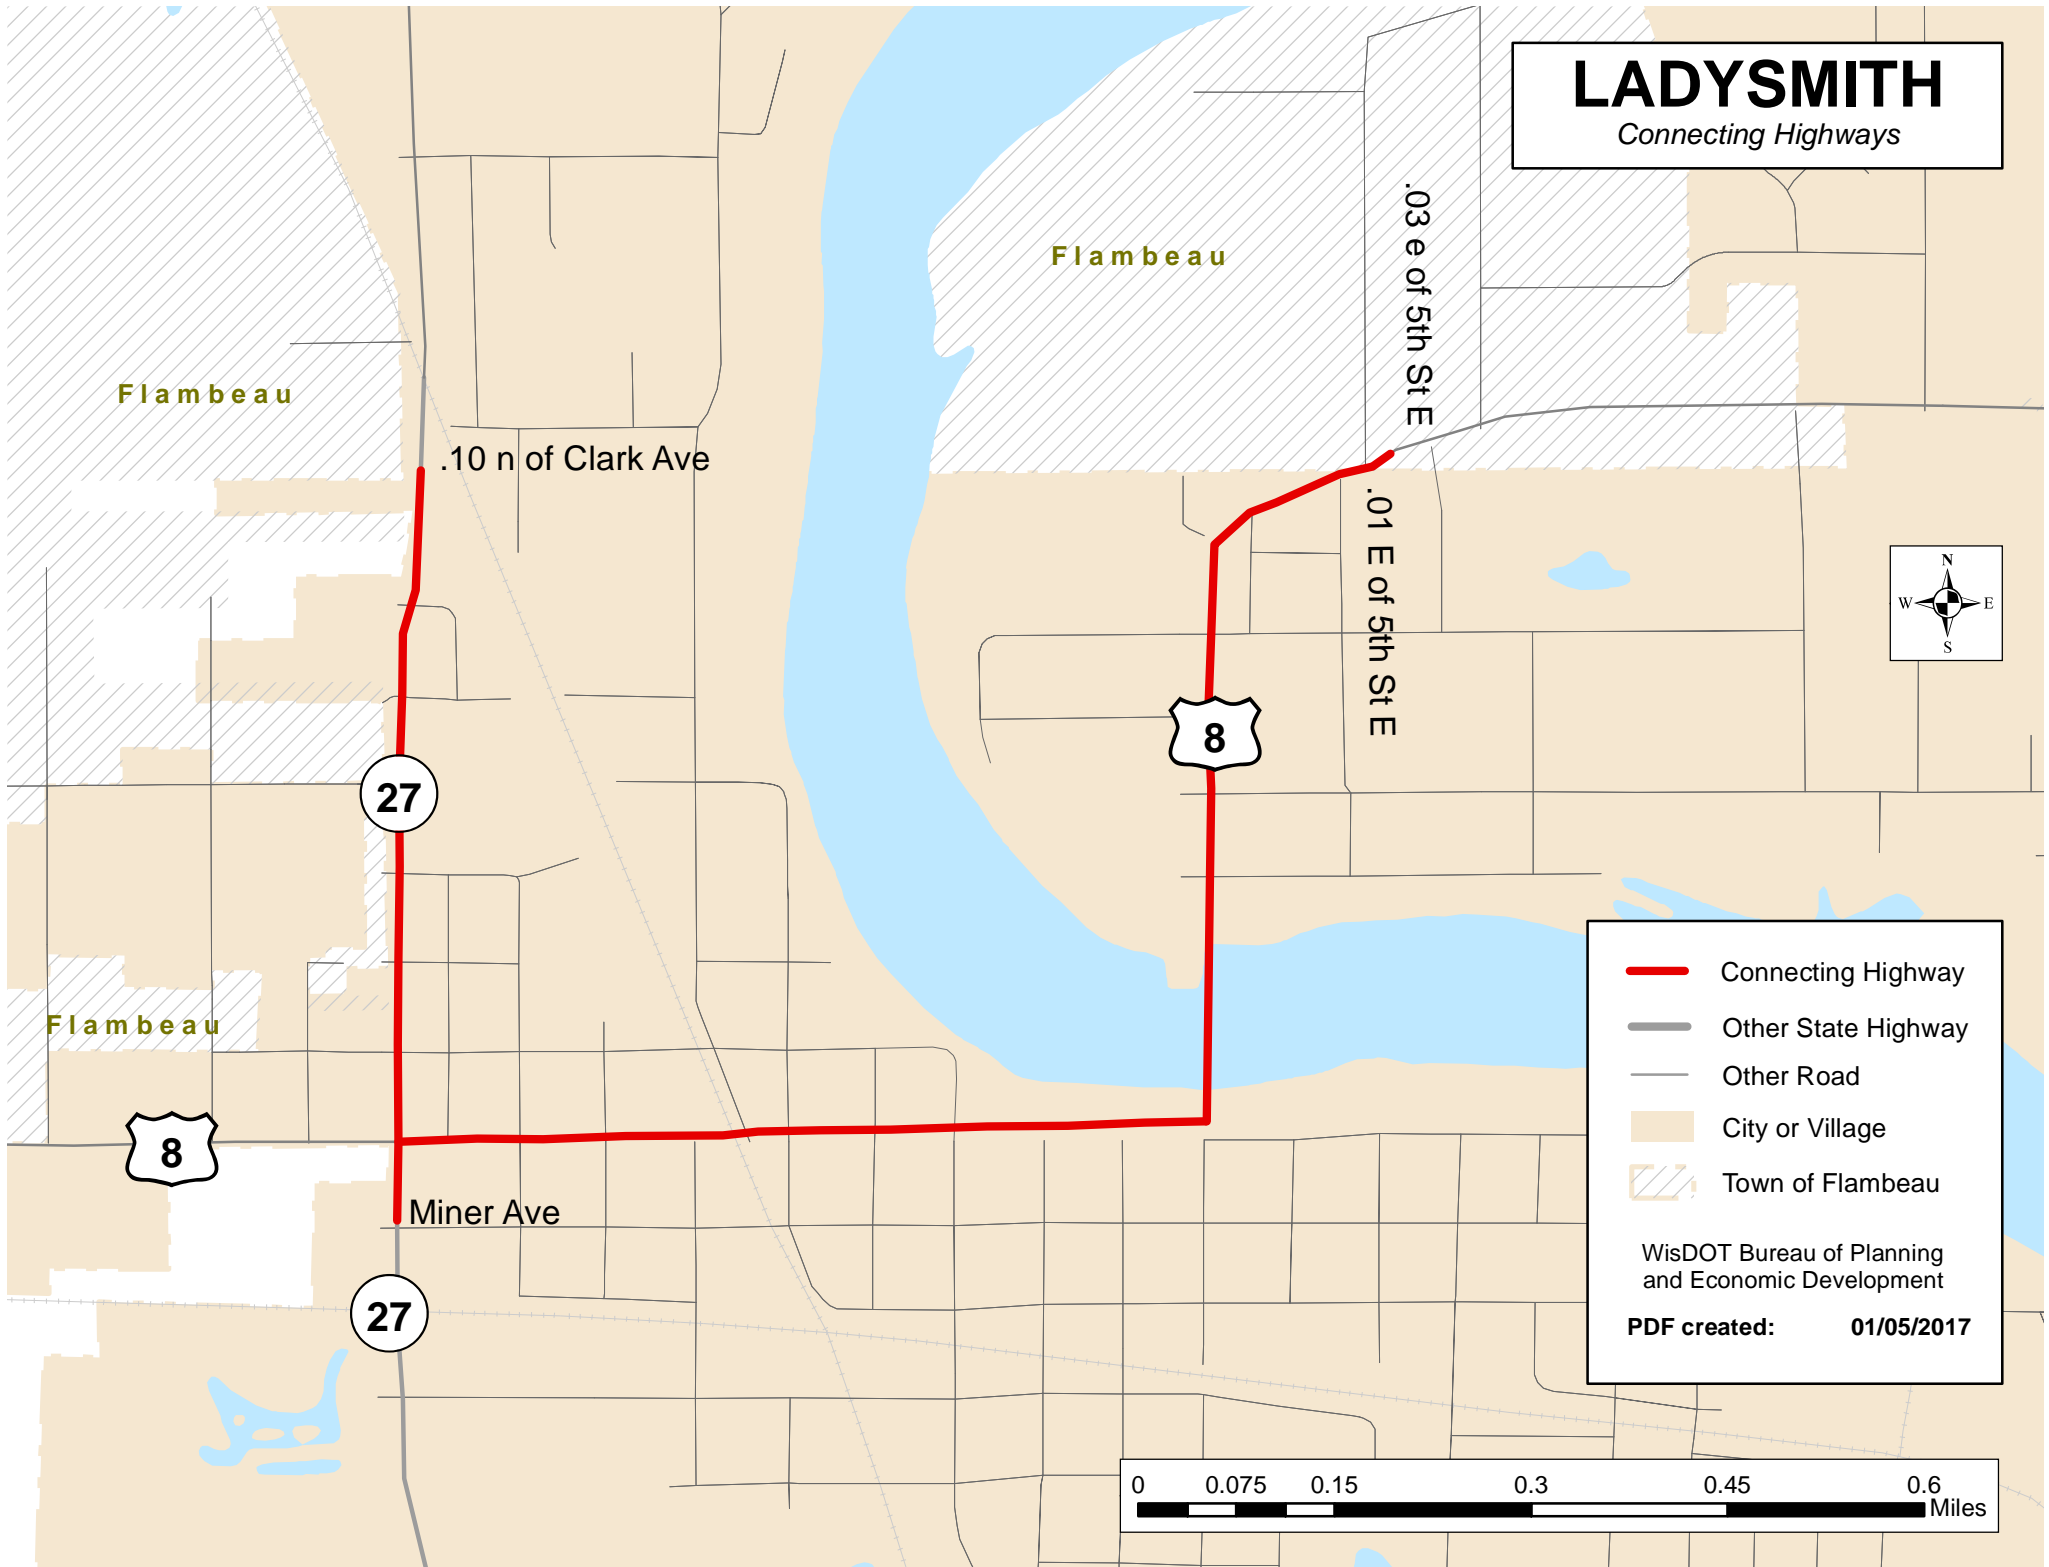 LADYSMITH
Connecting Highways
.03 e of 5th St E
Flambeau
Flambeau
.10 n of Clark Ave
.01 E of 5th St E
N
W
E
S
8
27
Connecting Highway
Other State Highway
Other Road
City or Village
Town of Flambeau
WisDOT Bureau of Planning
and Economic Development
PDF created: 01/05/2017
Flambeau
8
Miner Ave
27
0 0.075 0.15 0.3 0.45 0.6
Miles